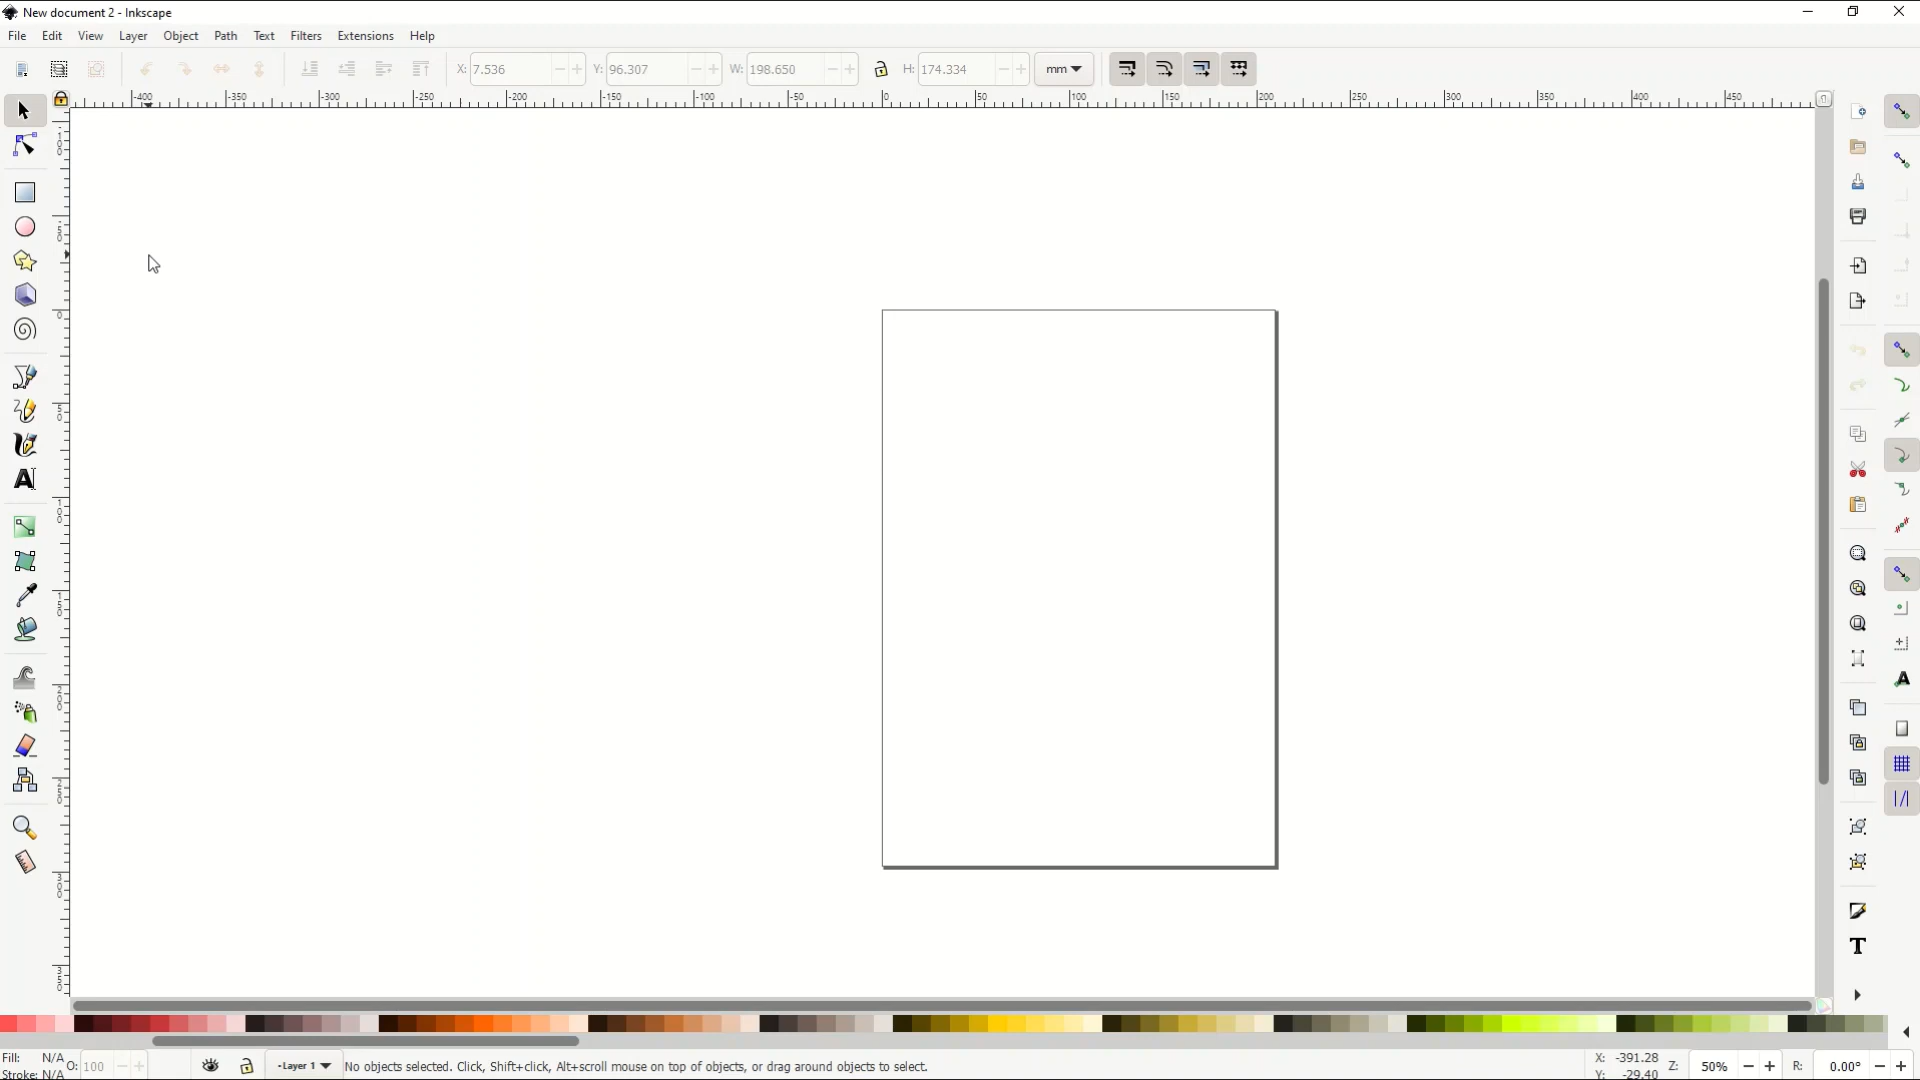 New document 2 - Inkscape
File Edit View Layer Object Path Text Filters Extensions Help
X: 7.536 Y: 96.307 W: 198.650 H: 174.334 mm
-400 -350 -300 -250 -200 -150 -100 -50 0 50 100 150 200 250 300 350 400 450
Fill: N/A
Stroke: N/A
O: 100
-Layer 1
No objects selected. Click, Shift+click, Alt+scroll mouse on top of objects, or drag around objects to select.
X: -391.28
Y: -29.40
Z: 50%
R: 0.00°